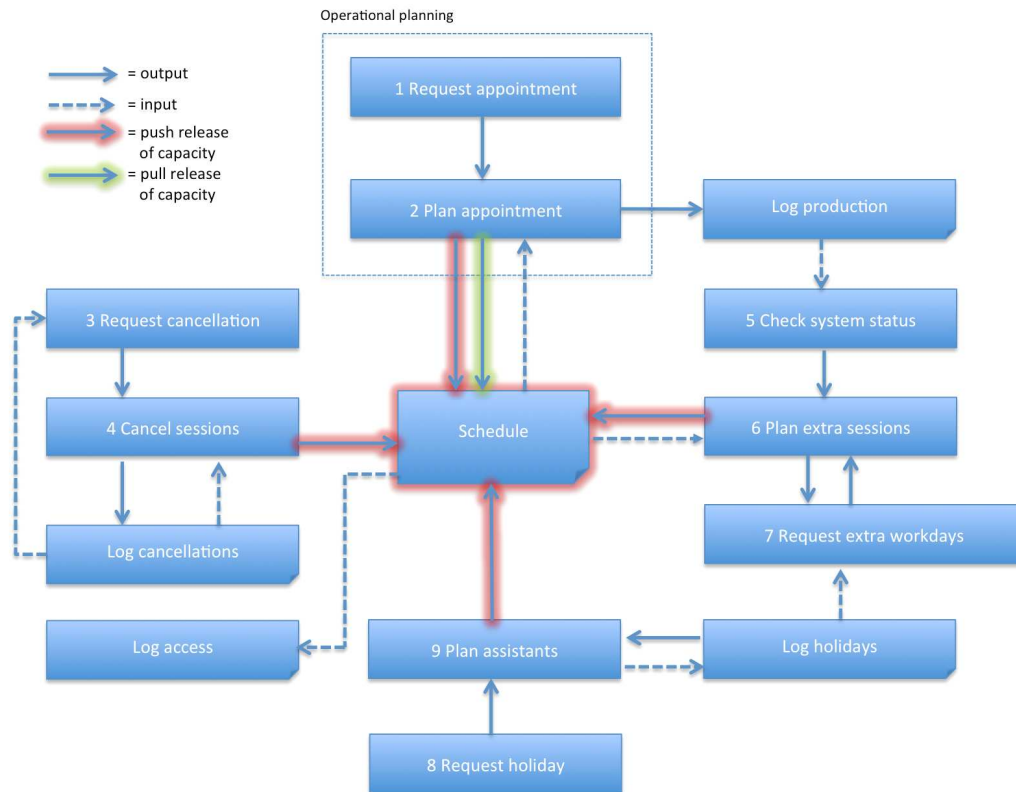 Operational planning
= output
= input
= push release
of capacity
= pull release
of capacity
1 Request appointment
2 Plan appointment
Log production
3 Request cancellation
5 Check system status
4 Cancel sessions
Schedule
6 Plan extra sessions
Log cancellations
7 Request extra workdays
Log access
9 Plan assistants
Log holidays
8 Request holiday